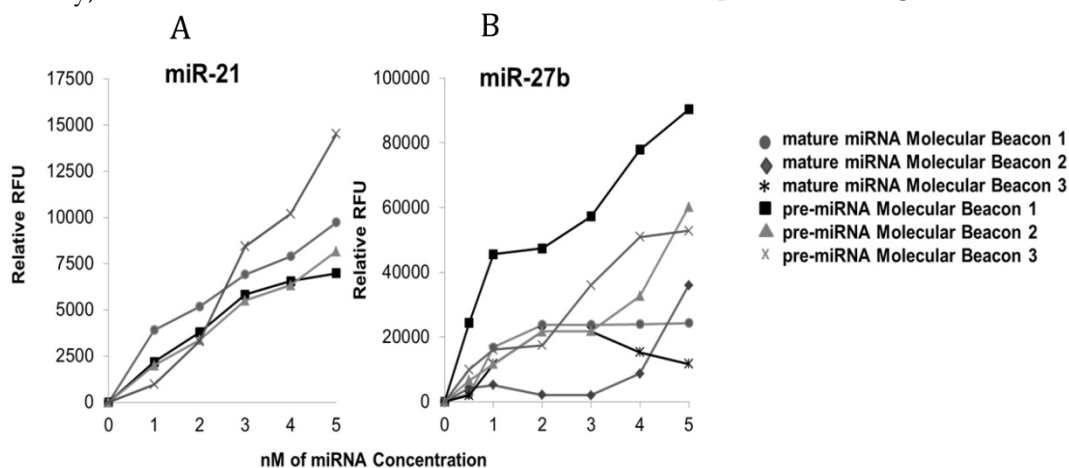 A
B
miR-21
miR-27b
Relative RFU
17500
15000
12500
10000
7500
5000
2500
0
0 1 2 3 4 5
Relative RFU
100000
80000
60000
40000
20000
0
0 1 2 3 4 5
nM of miRNA Concentration
mature miRNA Molecular Beacon 1
mature miRNA Molecular Beacon 2
mature miRNA Molecular Beacon 3
pre-miRNA Molecular Beacon 1
pre-miRNA Molecular Beacon 2
pre-miRNA Molecular Beacon 3